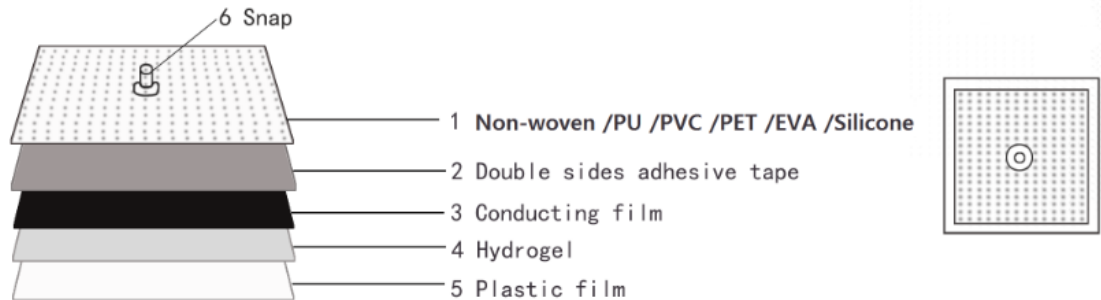 6 Snap
1 Non-woven /PU /PVC /PET /EVA /Silicone
2 Double sides adhesive tape
3 Conducting film
4 Hydrogel
5 Plastic film